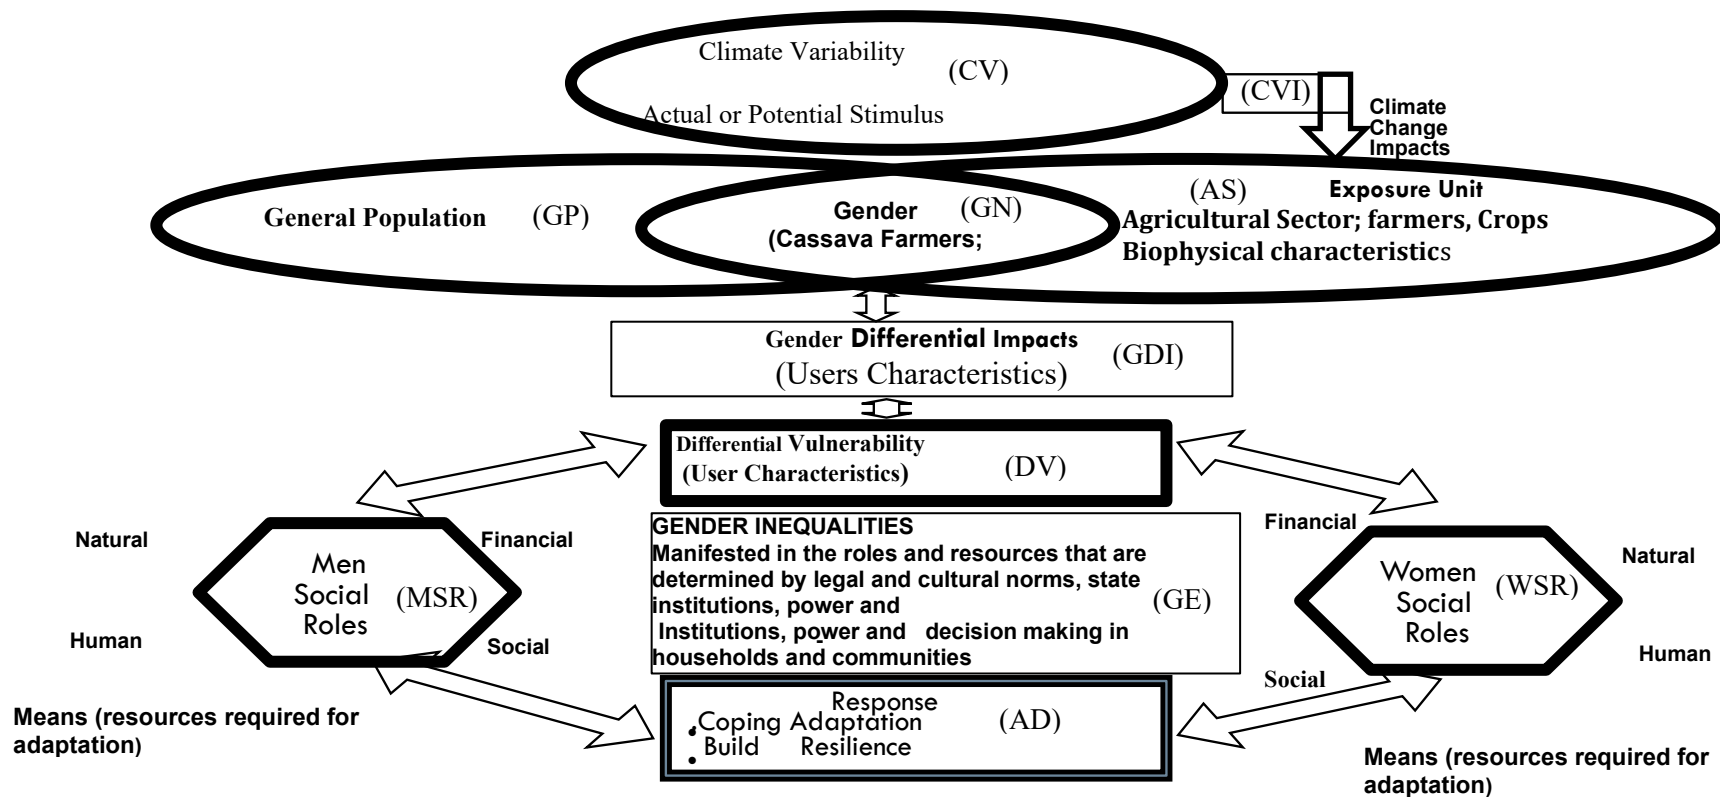 Climate Variability (CV)
Actual or Potential Stimulus
(CVI)
Climate
Change
Impacts
General Population (GP)
Gender (GN)
(Cassava Farmers;
(AS) Exposure Unit
Agricultural Sector; farmers, Crops
Biophysical characteristics
Gender Differential Impacts (GDI)
(Users Characteristics)
Differential Vulnerability
(User Characteristics) (DV)
Natural
Financial
Men
Social (MSR)
Roles
Human
Social
Means (resources required for
adaptation)
GENDER INEQUALITIES
Manifested in the roles and resources that are
determined by legal and cultural norms, state
institutions, power and (GE)
Institutions, power and decision making in
households and communities
Financial
Natural
Women (WSR)
Social
Roles
Human
Social
Means (resources required for
adaptation)
Response (AD)
•Coping Adaptation
Build Resilience
•